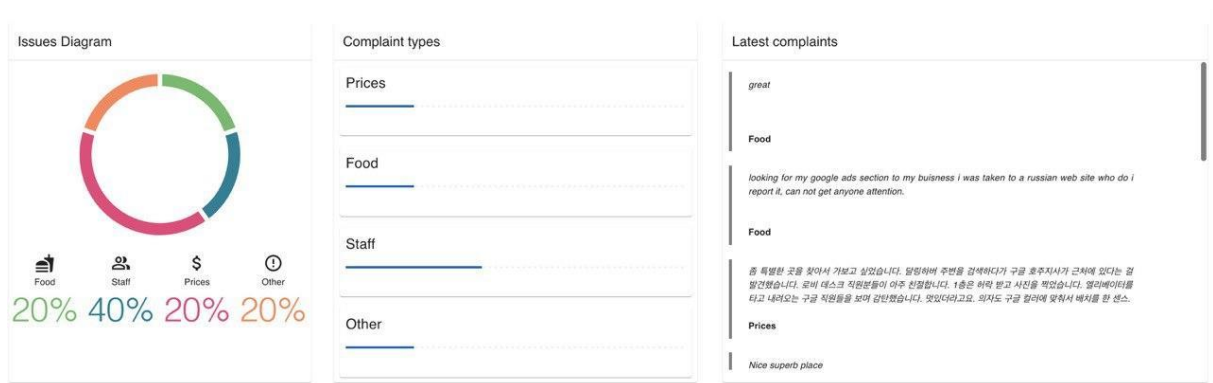 Issues Diagram
Food
Staff
Prices
Other
20%
40%
20%
20%
Complaint types
Prices
Food
Staff
Other
Latest complaints
great
Food
looking for my google ads section to my buisness i was taken to a russian web site who do i
report it, can not get anyone attention.
Food
좀 특별한 곳을 찾아서 가보고 싶었습니다. 달링하버 주변을 검색하다가 구글 호주지사가 근처에 있다는 걸
발견했습니다. 로비 데스크 직원분들이 아주 친절합니다. 1층은 허락 받고 사진을 찍었습니다. 엘리베이터를
타고 내려오는 구글 직원들을 보며 감탄했습니다. 멋있더라고요. 의자도 구글 컬러에 맞춰서 배치를 한 센스.
Prices
Nice superb place